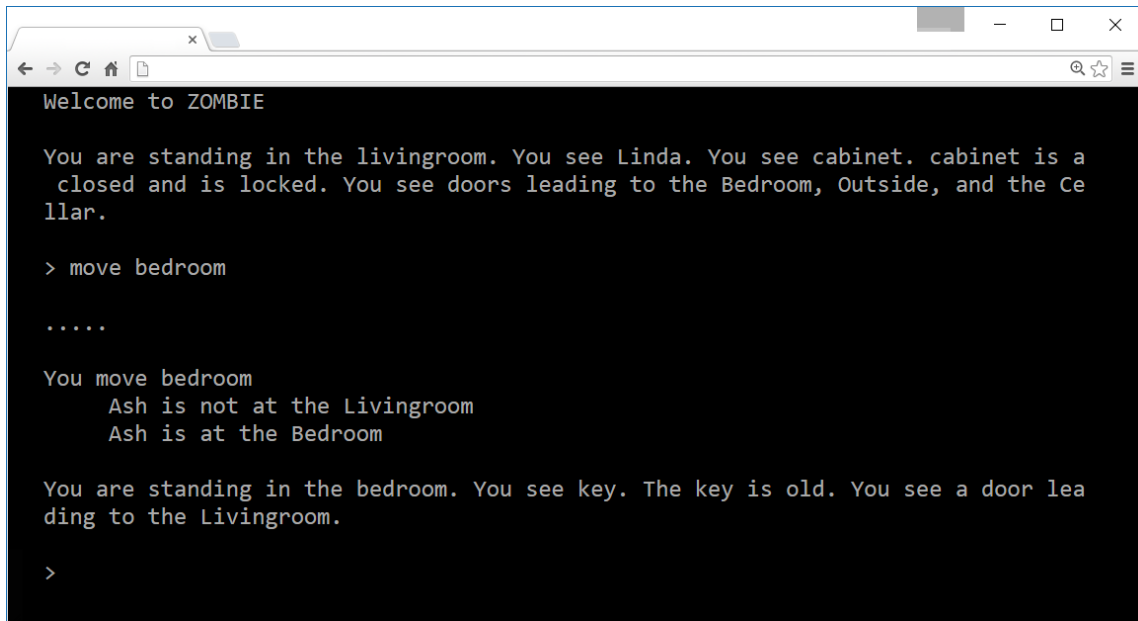 Welcome to ZOMBIE
You are standing in the livingroom. You see Linda. You see cabinet. cabinet is a
closed and is locked. You see doors leading to the Bedroom, Outside, and the Ce
llar.
> move bedroom
.....
You move bedroom
Ash is not at the Livingroom
Ash is at the Bedroom
You are standing in the bedroom. You see key. The key is old. You see a door lea
ding to the Livingroom.
>